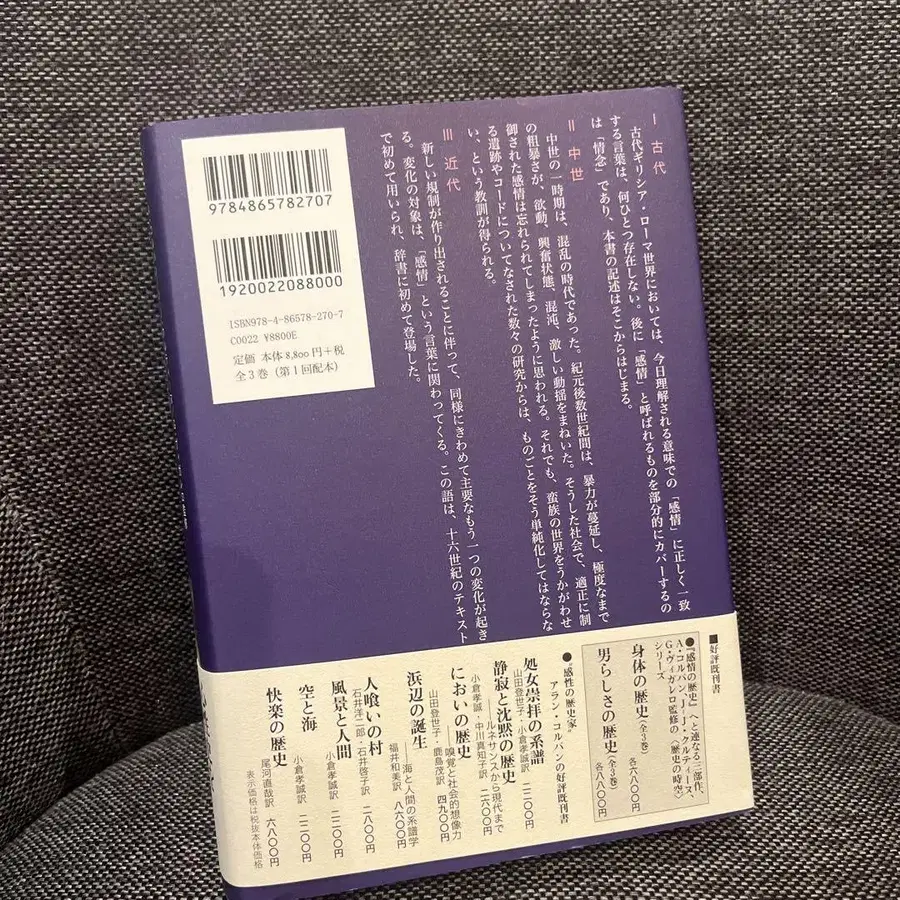 9784865782707
1920022088000
ISBN978-4-86578-270-7
C0022 ¥8800E
定価 本体8,800円+税
全3巻(第1回配本)
Ⅰ 古代
古代ギリシア・ローマ世界においては、今日理解される意味での「感情」に正しく一致
する言葉は、何ひとつ存在しない。後に「感情」と呼ばれるものを部分的にカバーするの
は「情念」であり、本書の記述はそこからはじまる。
Ⅱ 中世
中世の一時期は、混乱の時代であった。紀元後数世紀間は、暴力が蔓延し、極度なまで
の粗暴さが、欲動、興奮状態、混沌、激しい動揺をまねいた。そうした社会で、適正に制
御された感情は忘れられてしまったように思われる。それでも、蛮族の世界をうかがわせ
る遺跡やコードについてなされた数々の研究からは、ものごとをそう単純化してはならな
い、という教訓が得られる。
Ⅲ 近代
新しい規制が作り出されることに伴って、同様にきわめて主要なもう一つの変化が起き
る。変化の対象は、「感情」という言葉に関わってくる。この語は、十六世紀のテキスト
で初めて用いられ、辞書に初めて登場した。
■好評既刊書
●『感情の歴史』へと連なる三部作、
A・コルバン、J-J・クルティーヌ、
G・ヴィガレロ監修の〈歴史の時空〉
シリーズ
身体の歴史(全3巻) 各六八〇〇円
男らしさの歴史(全3巻) 各八八〇〇円
●“感性の歴史家”
アラン・コルバンの好評既刊書
処女崇拝の系譜
山田登世子・小倉孝誠訳 二二〇〇円
静寂と沈黙の歴史
——ルネサンスから現代まで
小倉孝誠・中川真知子訳 二六〇〇円
においの歴史
——嗅覚と社会的想像力
山田登世子・鹿島茂訳 四九〇〇円
浜辺の誕生
——海と人間の系譜学
福井和美訳 八六〇〇円
人喰いの村
石井洋二郎・石井啓子訳 二八〇〇円
風景と人間
小倉孝誠訳 二二〇〇円
空と海
小倉孝誠訳 二二〇〇円
快楽の歴史
尾河直哉訳 六八〇〇円
表示価格は税抜本体価格